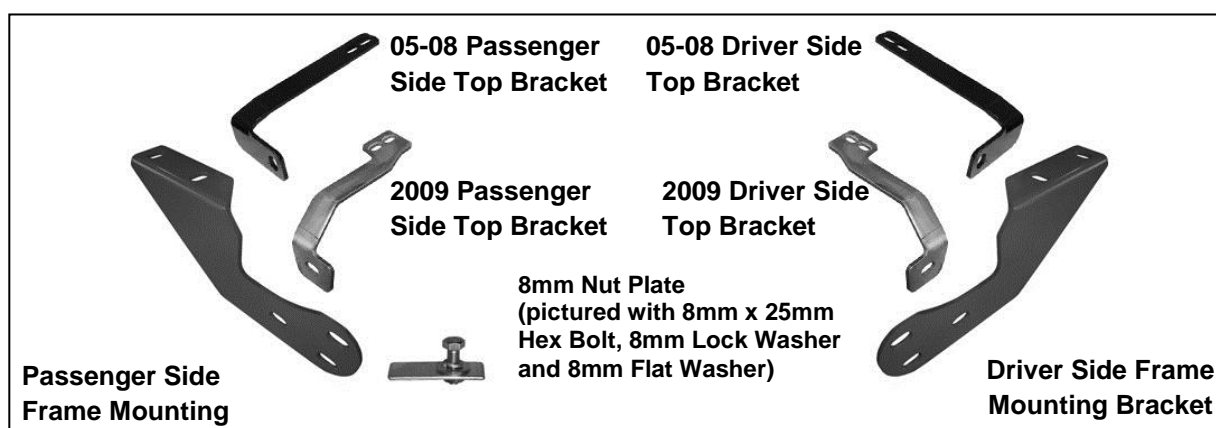 05-08 Passenger
Side Top Bracket
05-08 Driver Side
Top Bracket
2009 Passenger
Side Top Bracket
2009 Driver Side
Top Bracket
8mm Nut Plate
(pictured with 8mm x 25mm
Hex Bolt, 8mm Lock Washer
and 8mm Flat Washer)
Passenger Side
Frame Mounting
Driver Side Frame
Mounting Bracket